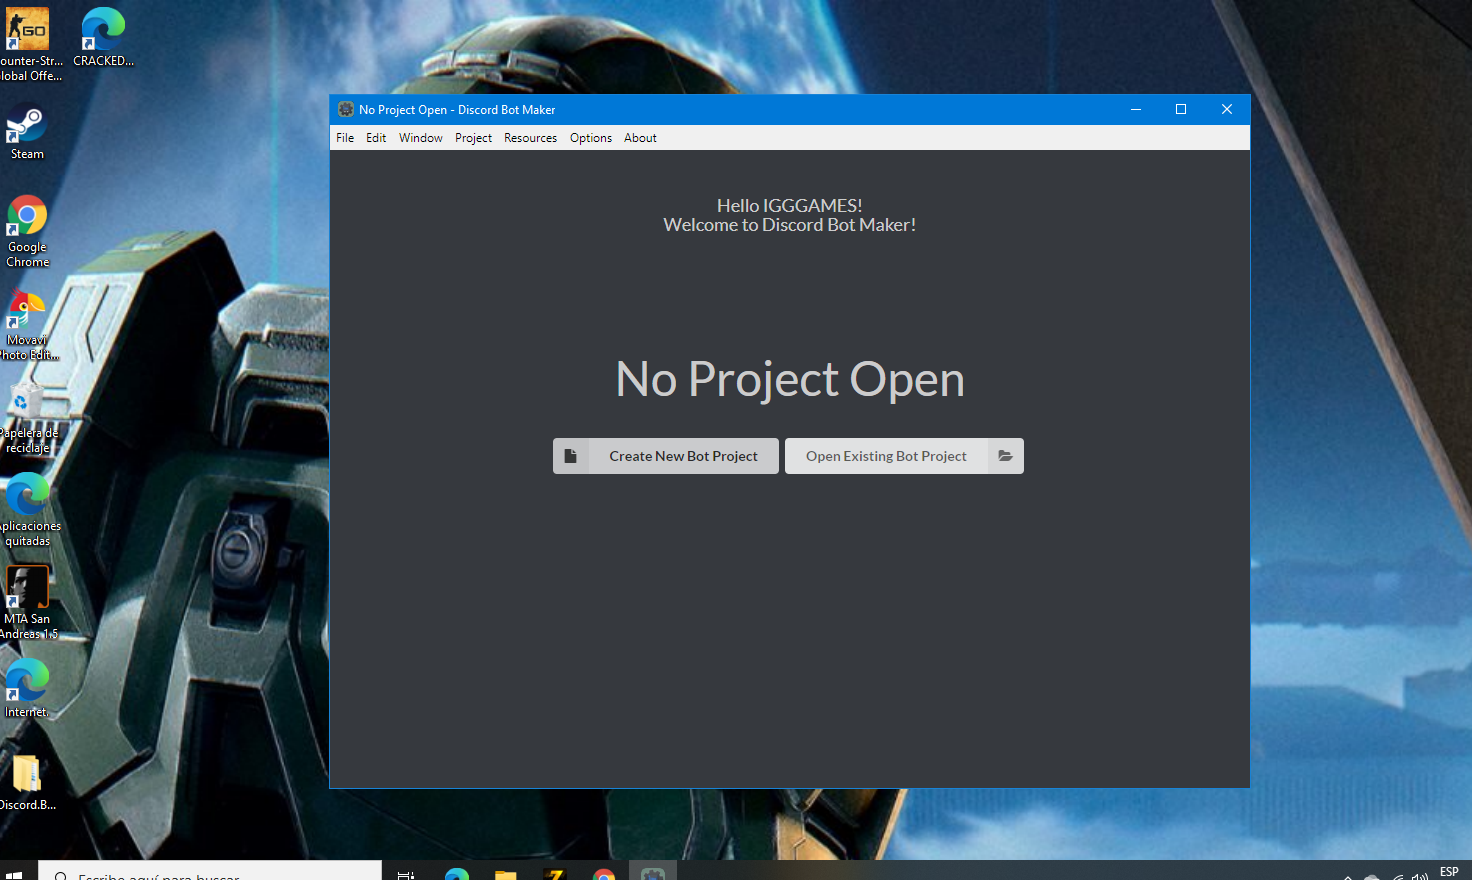 GO
ounter-Str...
lobal Offe...
CRACKED...
Steam
Google
Chrome
Movavi
Photo Edit...
Papelera de
reciclaje
Aplicaciones
quitadas
MTA San
Andreas 1.5
Internet.
Discord.B...
No Project Open - Discord Bot Maker
File Edit Window Project Resources Options About
Hello IGGGAMES!
Welcome to Discord Bot Maker!
No Project Open
Create New Bot Project
Open Existing Bot Project
Escribe aquí para buscar
ESP